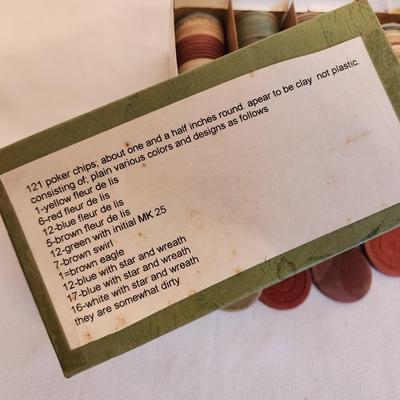 121 poker chips; about one and a half inches round. apear to be clay not plastic.
consisting of; plain various colors and designs as follows
1-yellow fleur de lis
6-red fleur de lis
12-blue fleur de lis
5-brown fleur de lis
12-green with initial MK 25
7-brown swirl
1=brown eagle
12-blue with star and wreath
17-blue with star and wreath
16-white with star and wreath
they are somewhat dirty